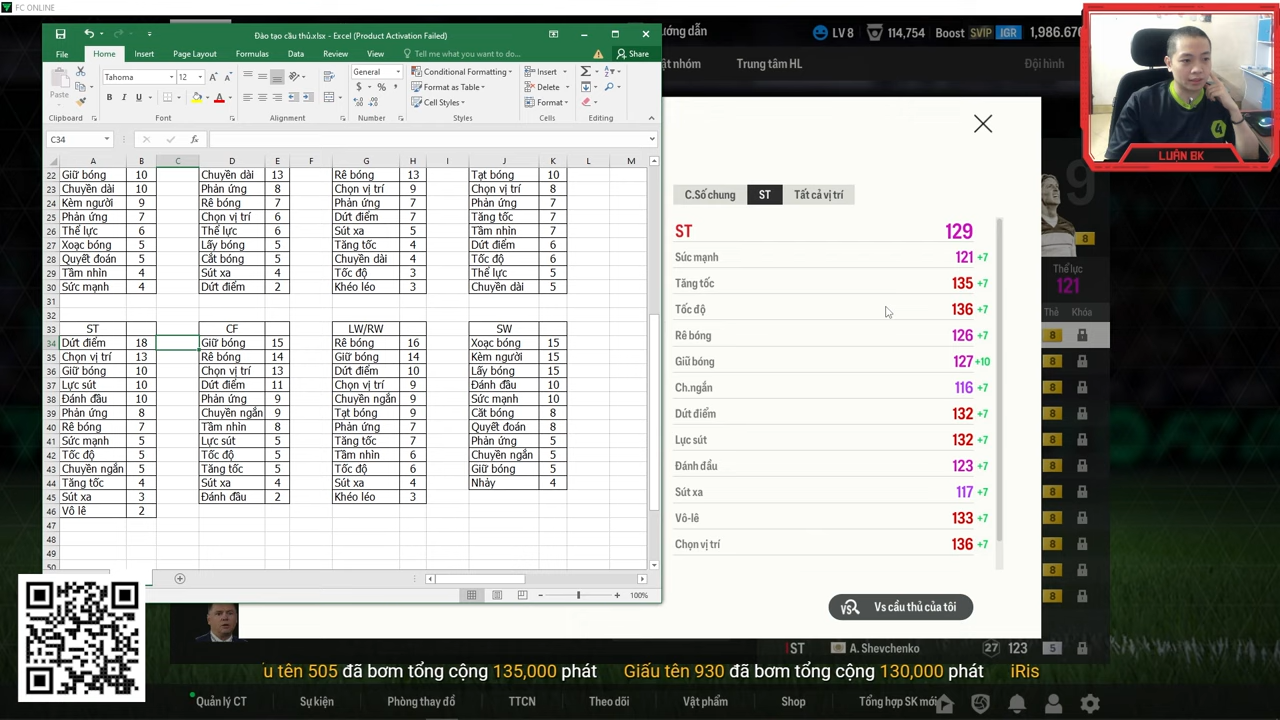 FC ONLINE
Đào tạo cầu thủ.xlsx - Excel (Product Activation Failed)
File Home Insert Page Layout Formulas Data Review View Tell me what you want to do... Share
Paste
Tahoma 12
B I U
General
Conditional Formatting
Format as Table
Cell Styles
Insert
Delete
Format
Clipboard Font Alignment Number Styles Cells Editing
C34 fx
A B C D E F G H I J K L M
22 Giữ bóng 10 Chuyền dài 13 Rê bóng 13 Tạt bóng 10
23 Chuyền dài 10 Phản ứng 8 Chọn vị trí 9 Chọn vị trí 8
24 Kèm người 9 Rê bóng 7 Phản ứng 7 Phản ứng 7
25 Phản ứng 7 Chọn vị trí 6 Dứt điểm 7 Tăng tốc 7
26 Thể lực 6 Thể lực 6 Sút xa 5 Tầm nhìn 7
27 Xoạc bóng 5 Lấy bóng 5 Tăng tốc 4 Dứt điểm 6
28 Quyết đoán 5 Cắt bóng 5 Chuyền dài 4 Tốc độ 6
29 Tầm nhìn 4 Sút xa 4 Tốc độ 3 Thể lực 5
30 Sức mạnh 4 Dứt điểm 2 Khéo léo 3 Chuyền dài 5
31
32
33 ST CF LW/RW SW
34 Dứt điểm 18 Giữ bóng 15 Rê bóng 16 Xoạc bóng 15
35 Chọn vị trí 13 Rê bóng 14 Giữ bóng 14 Kèm người 15
36 Giữ bóng 10 Chọn vị trí 13 Dứt điểm 10 Lấy bóng 15
37 Lực sút 10 Dứt điểm 11 Chọn vị trí 9 Đánh đầu 10
38 Đánh đầu 10 Phản ứng 9 Chuyền ngắn 9 Sức mạnh 10
39 Phản ứng 8 Chuyền ngắn 9 Tạt bóng 9 Cắt bóng 8
40 Rê bóng 7 Tầm nhìn 8 Phản ứng 7 Quyết đoán 8
41 Sức mạnh 5 Lực sút 5 Tăng tốc 7 Phản ứng 5
42 Tốc độ 5 Tốc độ 5 Tầm nhìn 6 Chuyền ngắn 5
43 Chuyền ngắn 5 Tăng tốc 5 Tốc độ 6 Giữ bóng 5
44 Tăng tốc 4 Sút xa 4 Sút xa 4 Nhảy 4
45 Sút xa 3 Đánh đầu 2 Khéo léo 3
46 Vô lê 2
47
48
49
50
100%
ướng dẫn LV 8 114,754 Boost SVIP IGR
Trung tâm HL Đội hình
LUÂN BK
C.Số chung ST Tất cả vị trí
ST 129
Sức mạnh 121 +7
Tăng tốc 135 +7
Tốc độ 136 +7
Rê bóng 126 +7
Giữ bóng 127 +10
Ch.ngắn 116 +7
Dứt điểm 132 +7
Lực sút 132 +7
Đánh đầu 123 +7
Sút xa 117 +7
Vô-lê 133 +7
Chọn vị trí 136 +7
VS Vs cầu thủ của tôi
9
8
Thể lực
121
Thẻ Khóa
8
8
8
8
8
8
8
8
8
8
8
ST A. Shevchenko 27 123 5
tên 505 đã bơm tổng cộng 135,000 phát Giấu tên 930 đã bơm tổng cộng 130,000 phát iRis
Quản lý CT Sự kiện Phòng thay đồ TTCN Theo dõi Vật phẩm Shop Tổng hợp SK mới